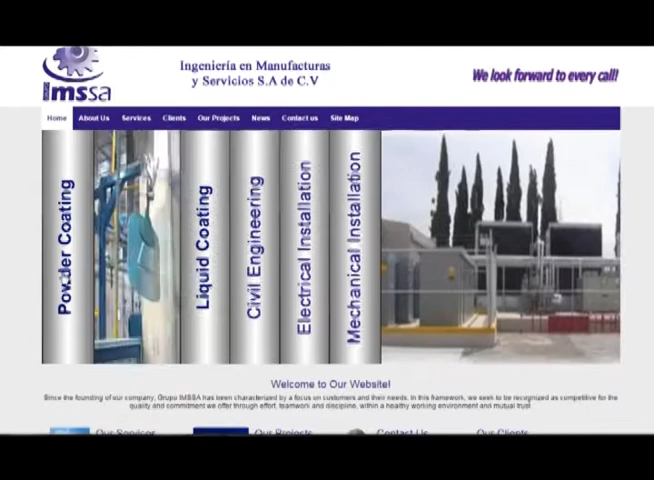 Imssa
Ingeniería en Manufacturas
y Servicios S.A de C.V
We look forward to every call!
Home About Us Services Clients Our Projects News Contact us Site Map
Powder Coating
Liquid Coating
Civil Engineering
Electrical Installation
Mechanical Installation
Welcome to Our Website!
Since the founding of our company, Grupo IMSSA has been characterized by a focus on customers and their needs. In this framework, we seek to be recognized as competitive for the
quality and commitment we offer through effort, teamwork and discipline, within a healthy working environment and mutual trust.
Our Services Our Projects Contact Us Our Clients